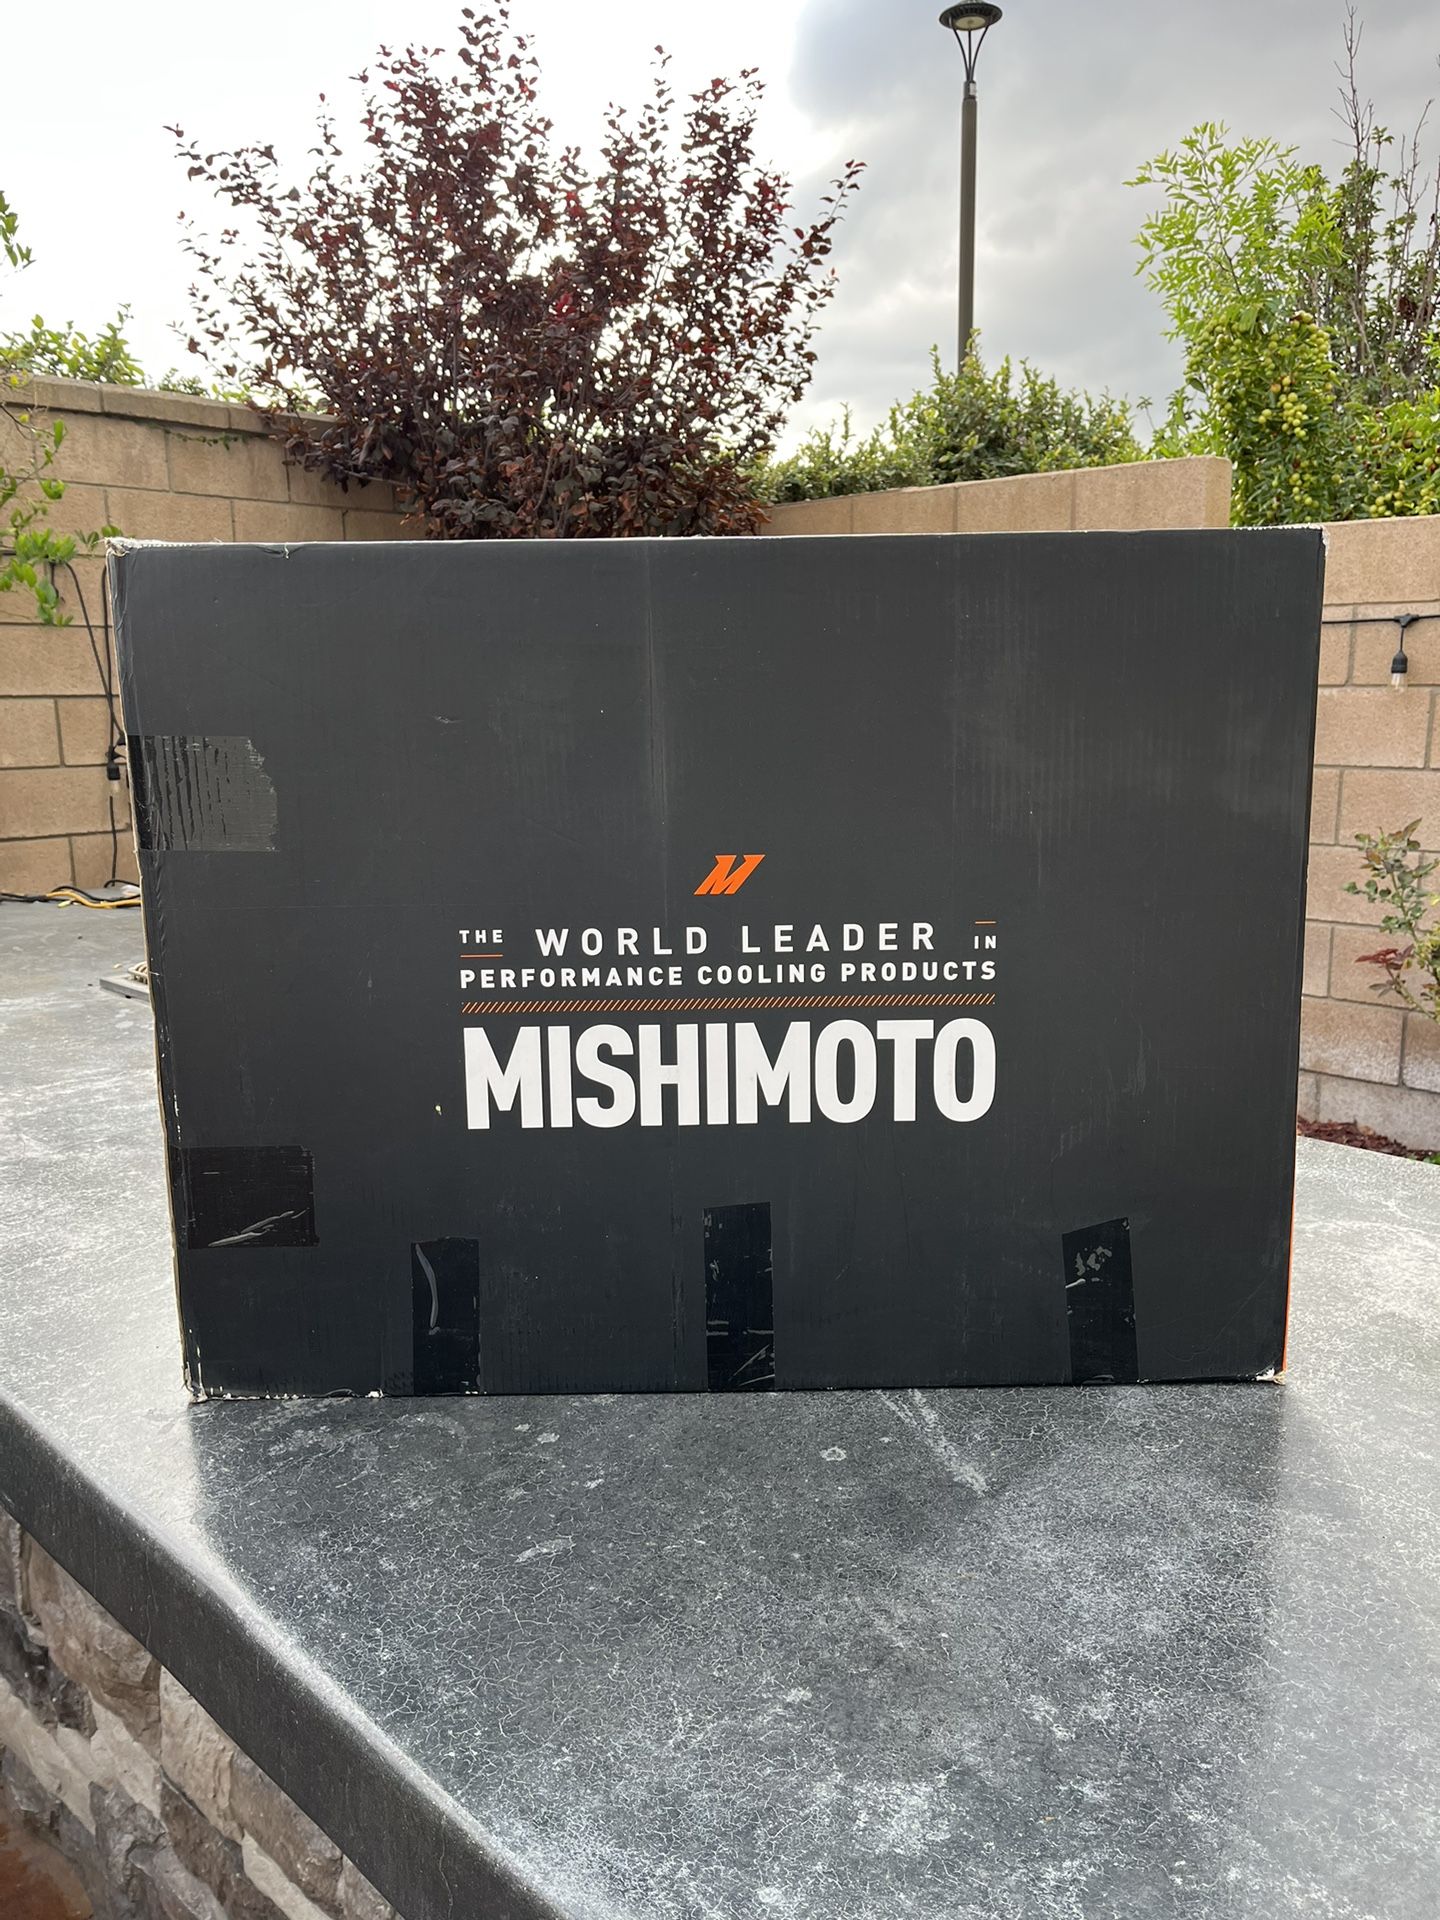 THE WORLD LEADER IN
PERFORMANCE COOLING PRODUCTS
MISHIMOTO